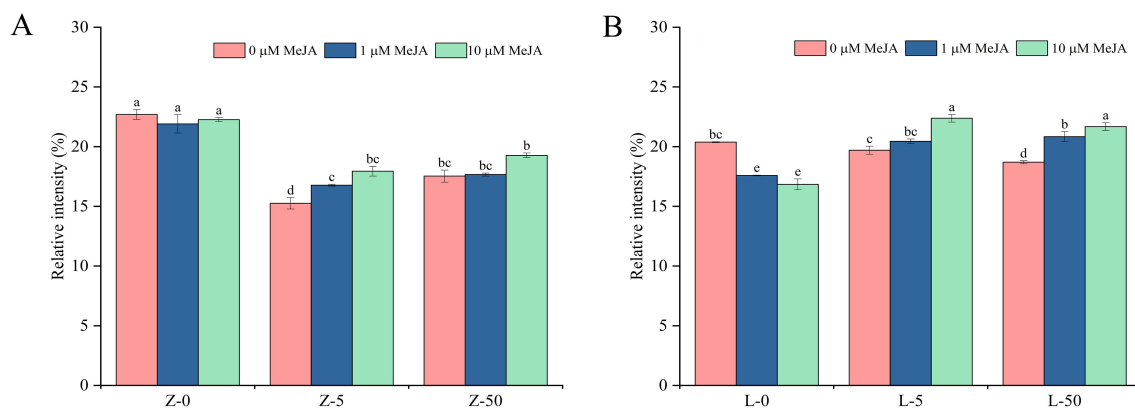 A
30
25
20
15
10
5
0
Relative intensity (%)
0 μM MeJA 1 μM MeJA 10 μM MeJA
a a a
d c bc
bc bc b
Z-0 Z-5 Z-50
B
30
25
20
15
10
5
0
Relative intensity (%)
0 μM MeJA 1 μM MeJA 10 μM MeJA
bc e e
c bc a
d b a
L-0 L-5 L-50